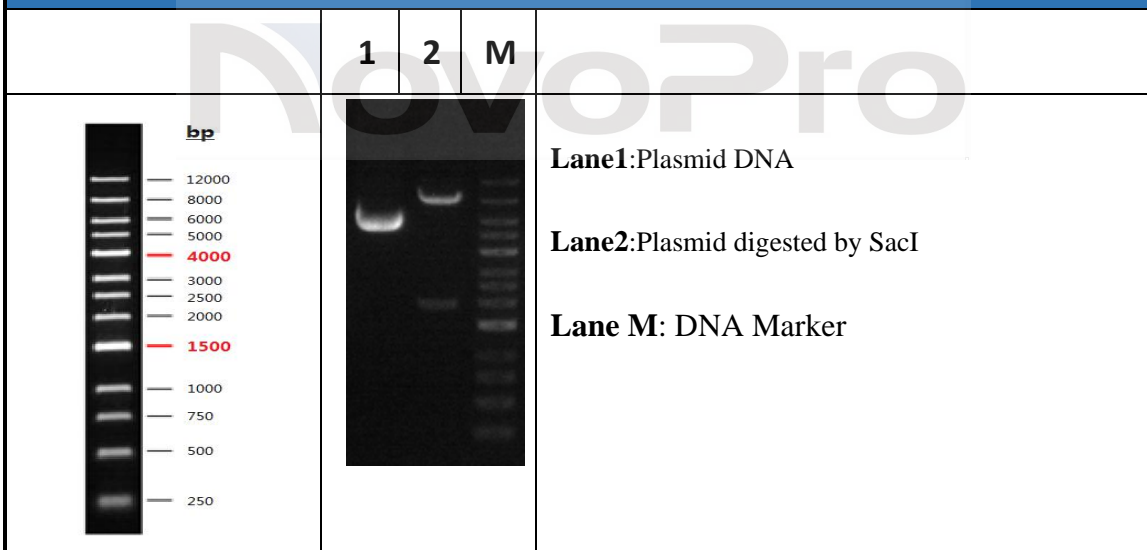 NovoPro
1 2 M
bp
12000
8000
6000
5000
4000
3000
2500
2000
1500
1000
750
500
250
Lane1:Plasmid DNA
Lane2:Plasmid digested by SacI
Lane M: DNA Marker